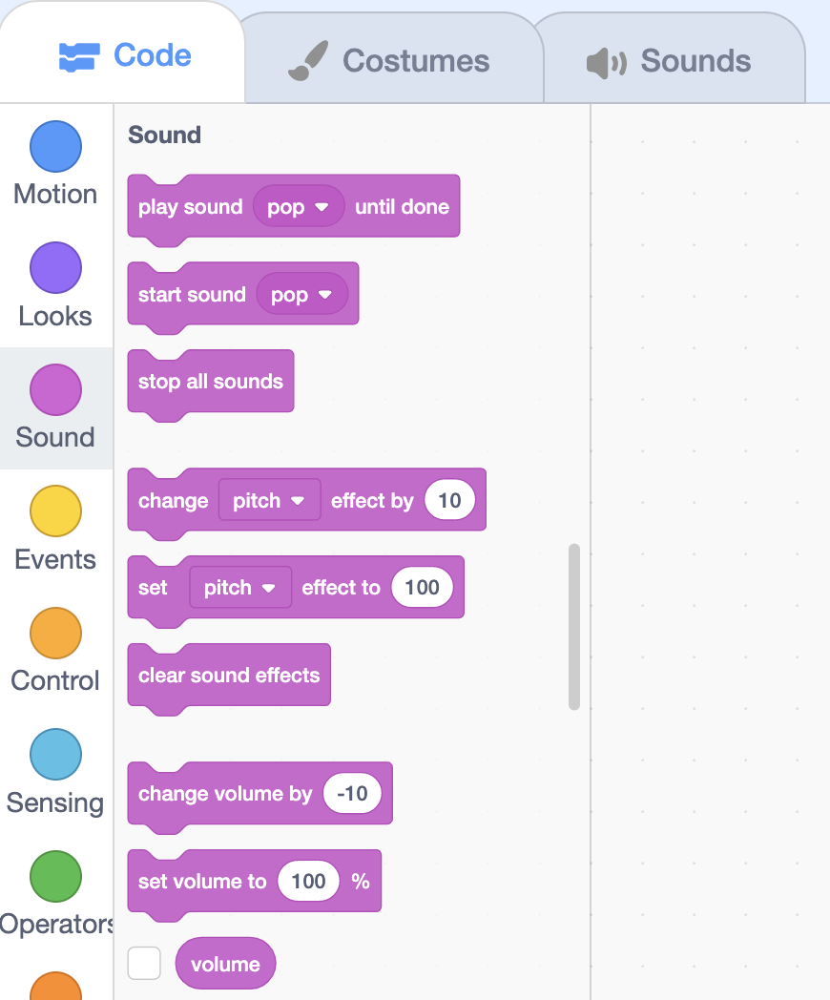 Code Costumes Sounds
Motion
Looks
Sound
Events
Control
Sensing
Operators
Sound
play sound pop until done
start sound pop
stop all sounds
change pitch effect by 10
set pitch effect to 100
clear sound effects
change volume by -10
set volume to 100 %
volume